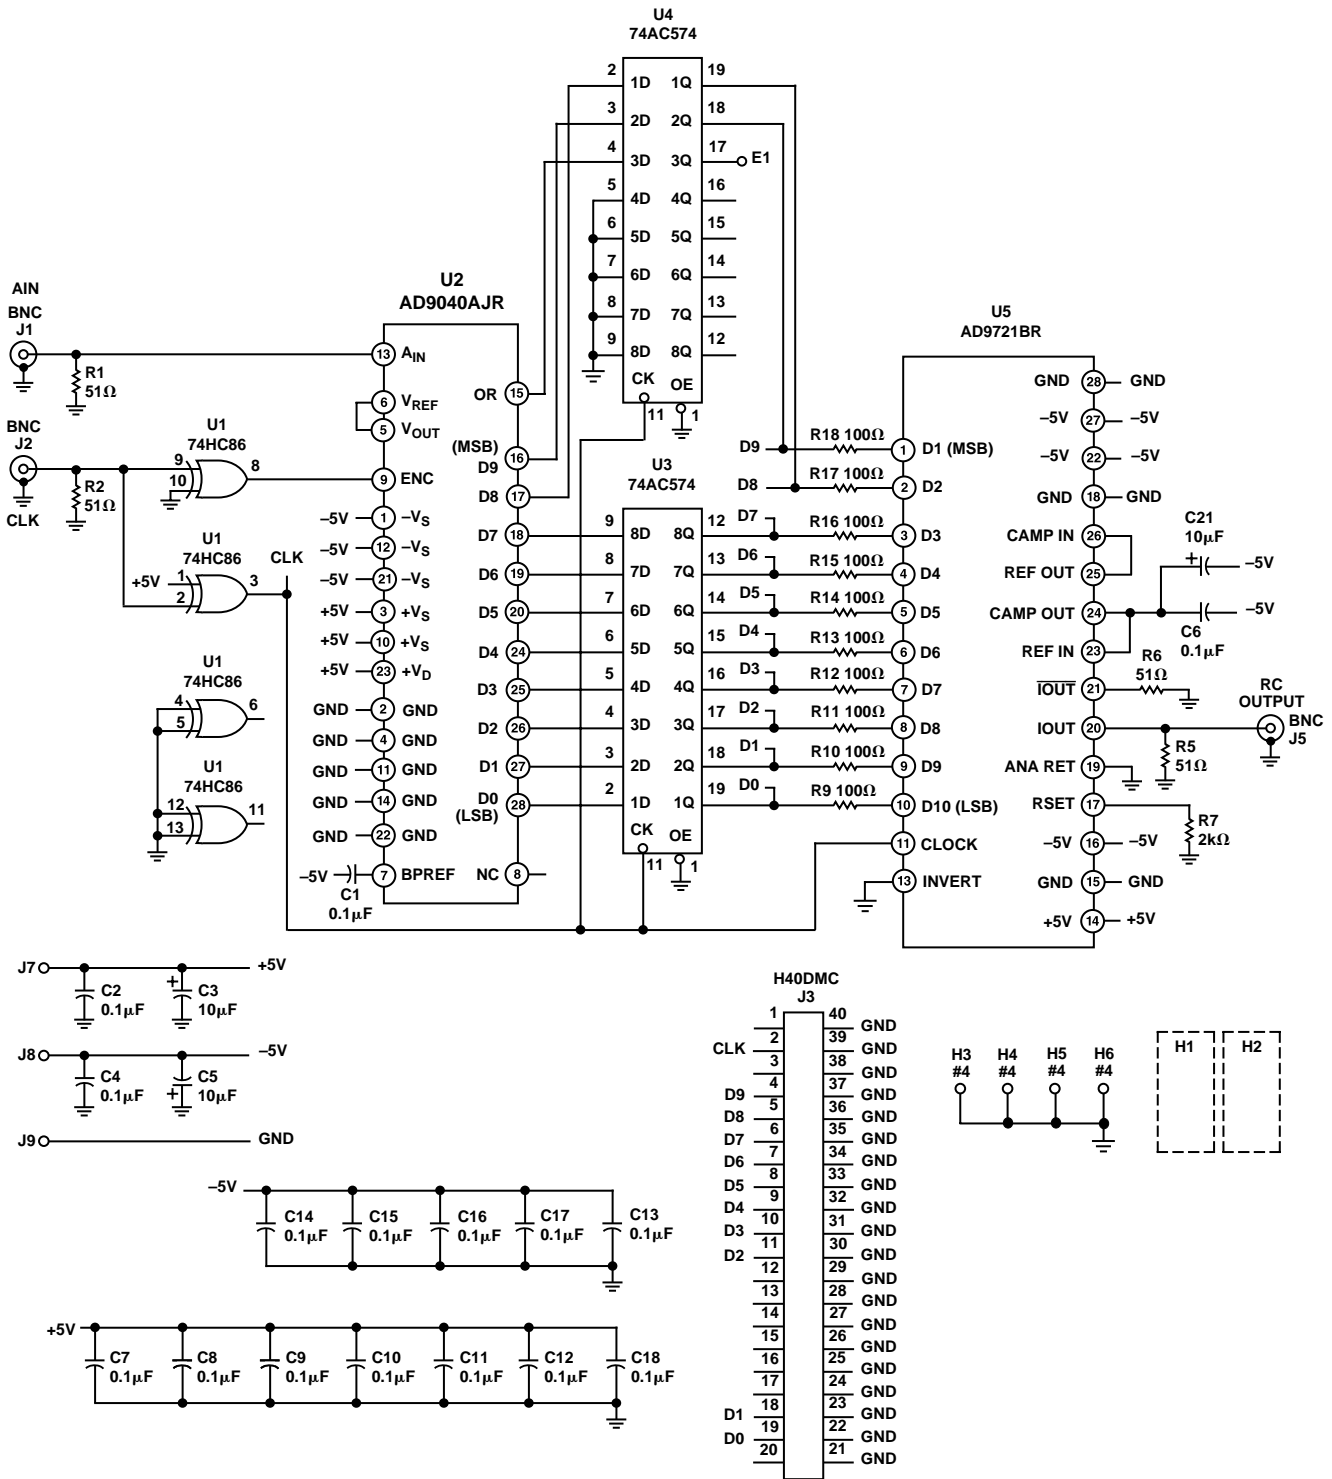 U4
74AC574
2 1D 1Q 19
3 2D 2Q 18
4 3D 3Q 17 E1
5 4D 4Q 16
6 5D 5Q 15
7 6D 6Q 14
8 7D 7Q 13
9 8D 8Q 12
CK OE
11 1
AIN
BNC
J1
R1
51Ω
BNC
J2
CLK
R2
51Ω
U1
74HC86
9
10
8
U1
74HC86
+5V 1
2
3
CLK
U1
74HC86
4
5
6
U1
74HC86
12
13
11
U2
AD9040AJR
13 AIN
6 VREF
5 VOUT
9 ENC
–5V 1 –VS
–5V 12 –VS
–5V 21 –VS
+5V 3 +VS
+5V 10 +VS
+5V 23 +VD
GND 2 GND
GND 4 GND
GND 11 GND
GND 14 GND
GND 22 GND
–5V 7 BPREF
C1
0.1μF
OR 15
(MSB)
D9 16
D8 17
D7 18
D6 19
D5 20
D4 24
D3 25
D2 26
D1 27
D0 28
(LSB)
NC 8
U3
74AC574
9 8D 8Q 12
8 7D 7Q 13
7 6D 6Q 14
6 5D 5Q 15
5 4D 4Q 16
4 3D 3Q 17
3 2D 2Q 18
2 1D 1Q 19
CK OE
11 1
D9 R18 100Ω
D8 R17 100Ω
D7 R16 100Ω
D6 R15 100Ω
D5 R14 100Ω
D4 R13 100Ω
D3 R12 100Ω
D2 R11 100Ω
D1 R10 100Ω
D0 R9 100Ω
U5
AD9721BR
1 D1 (MSB)
2 D2
3 D3
4 D4
5 D5
6 D6
7 D7
8 D8
9 D9
10 D10 (LSB)
11 CLOCK
13 INVERT
GND 28 GND
–5V 27 –5V
–5V 22 –5V
GND 18 GND
CAMP IN 26
REF OUT 25
CAMP OUT 24
REF IN 23
IOUT 21
IOUT 20
ANA RET 19
RSET 17
–5V 16 –5V
GND 15 GND
+5V 14 +5V
C21
10μF
+
–5V
–5V
C6
0.1μF
R6
51Ω
RC
OUTPUT
BNC
J5
R5
51Ω
R7
2kΩ
J7 +5V
C2
0.1μF
+
C3
10μF
J8 –5V
C4
0.1μF
+
C5
10μF
J9 GND
–5V
C14
0.1μF
C15
0.1μF
C16
0.1μF
C17
0.1μF
C13
0.1μF
+5V
C7
0.1μF
C8
0.1μF
C9
0.1μF
C10
0.1μF
C11
0.1μF
C12
0.1μF
C18
0.1μF
H40DMC
J3
1 40 GND
CLK 2 39 GND
3 38 GND
D9 4 37 GND
D8 5 36 GND
D7 6 35 GND
D6 7 34 GND
D5 8 33 GND
D4 9 32 GND
D3 10 31 GND
D2 11 30 GND
12 29 GND
13 28 GND
14 27 GND
15 26 GND
16 25 GND
17 24 GND
D1 18 23 GND
D0 19 22 GND
20 21 GND
H3
#4
H4
#4
H5
#4
H6
#4
H1
H2